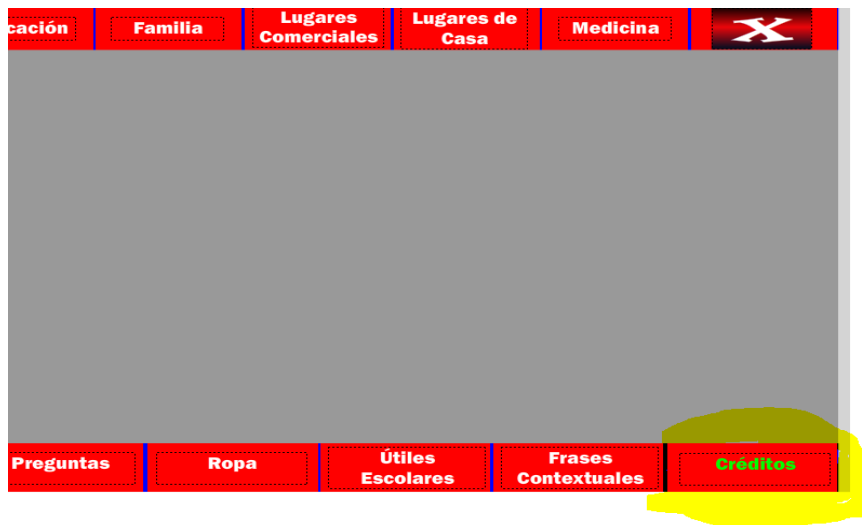 cación
Familia
Lugares
Comerciales
Lugares de
Casa
Medicina
X
Preguntas
Ropa
Útiles
Escolares
Frases
Contextuales
Créditos